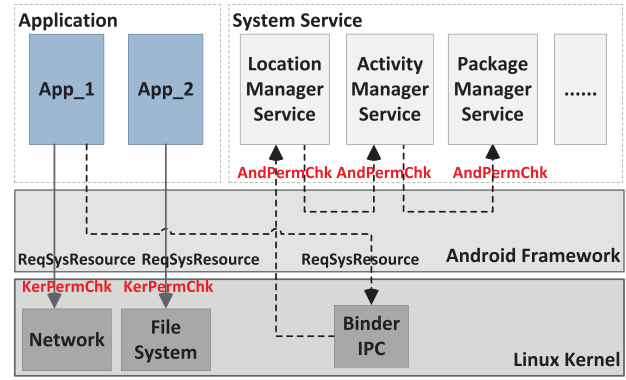 Application
System Service
App_1
App_2
Location
Manager
Service
Activity
Manager
Service
Package
Manager
Service
......
AndPermChk
AndPermChk
AndPermChk
Android Framework
ReqSysResource
ReqSysResource
ReqSysResource
KerPermChk
KerPermChk
Network
File
System
Binder
IPC
Linux Kernel